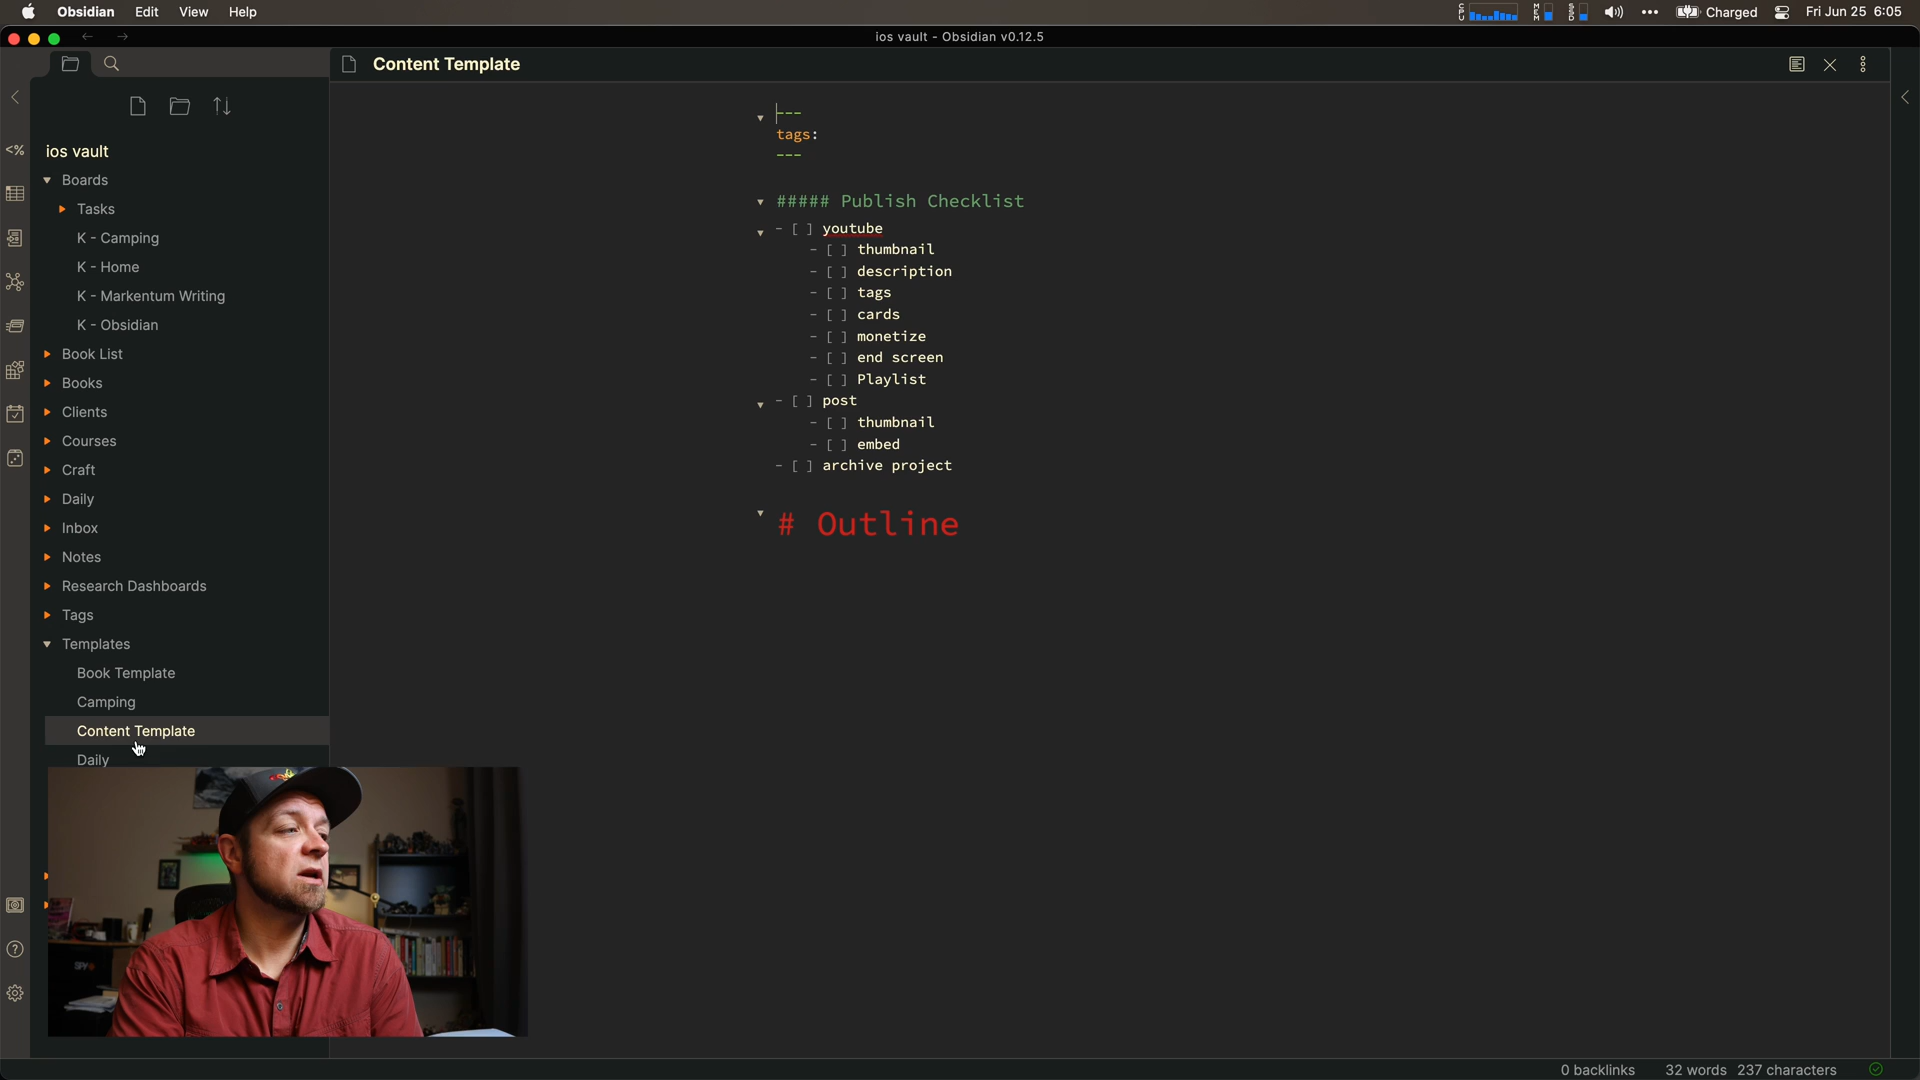 Obsidian Edit View Help
CPU MEM SSD Charged Fri Jun 25 6:05
ios vault - Obsidian v0.12.5
Content Template
ios vault
Boards
Tasks
K - Camping
K - Home
K - Markentum Writing
K - Obsidian
Book List
Books
Clients
Courses
Craft
Daily
Inbox
Notes
Research Dashboards
Tags
Templates
Book Template
Camping
Content Template
Daily
---
tags:
---
##### Publish Checklist
- [ ] youtube
- [ ] thumbnail
- [ ] description
- [ ] tags
- [ ] cards
- [ ] monetize
- [ ] end screen
- [ ] Playlist
- [ ] post
- [ ] thumbnail
- [ ] embed
- [ ] archive project
# Outline
0 backlinks 32 words 237 characters